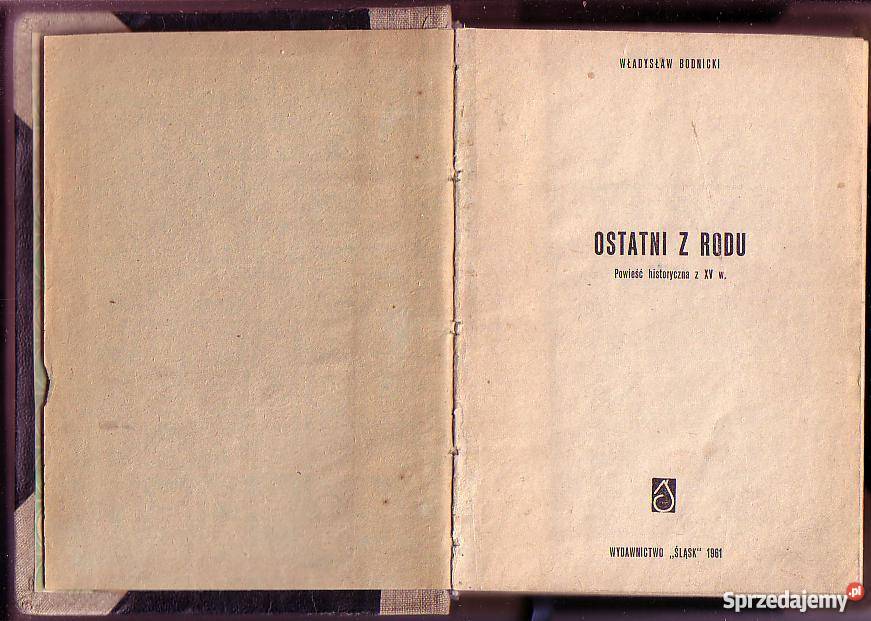 WŁADYSŁAW BODNICKI
OSTATNI Z RODU
Powieść historyczna z XV w.
WYDAWNICTWO „ŚLĄSK" 1961
Sprzedajemy.pl